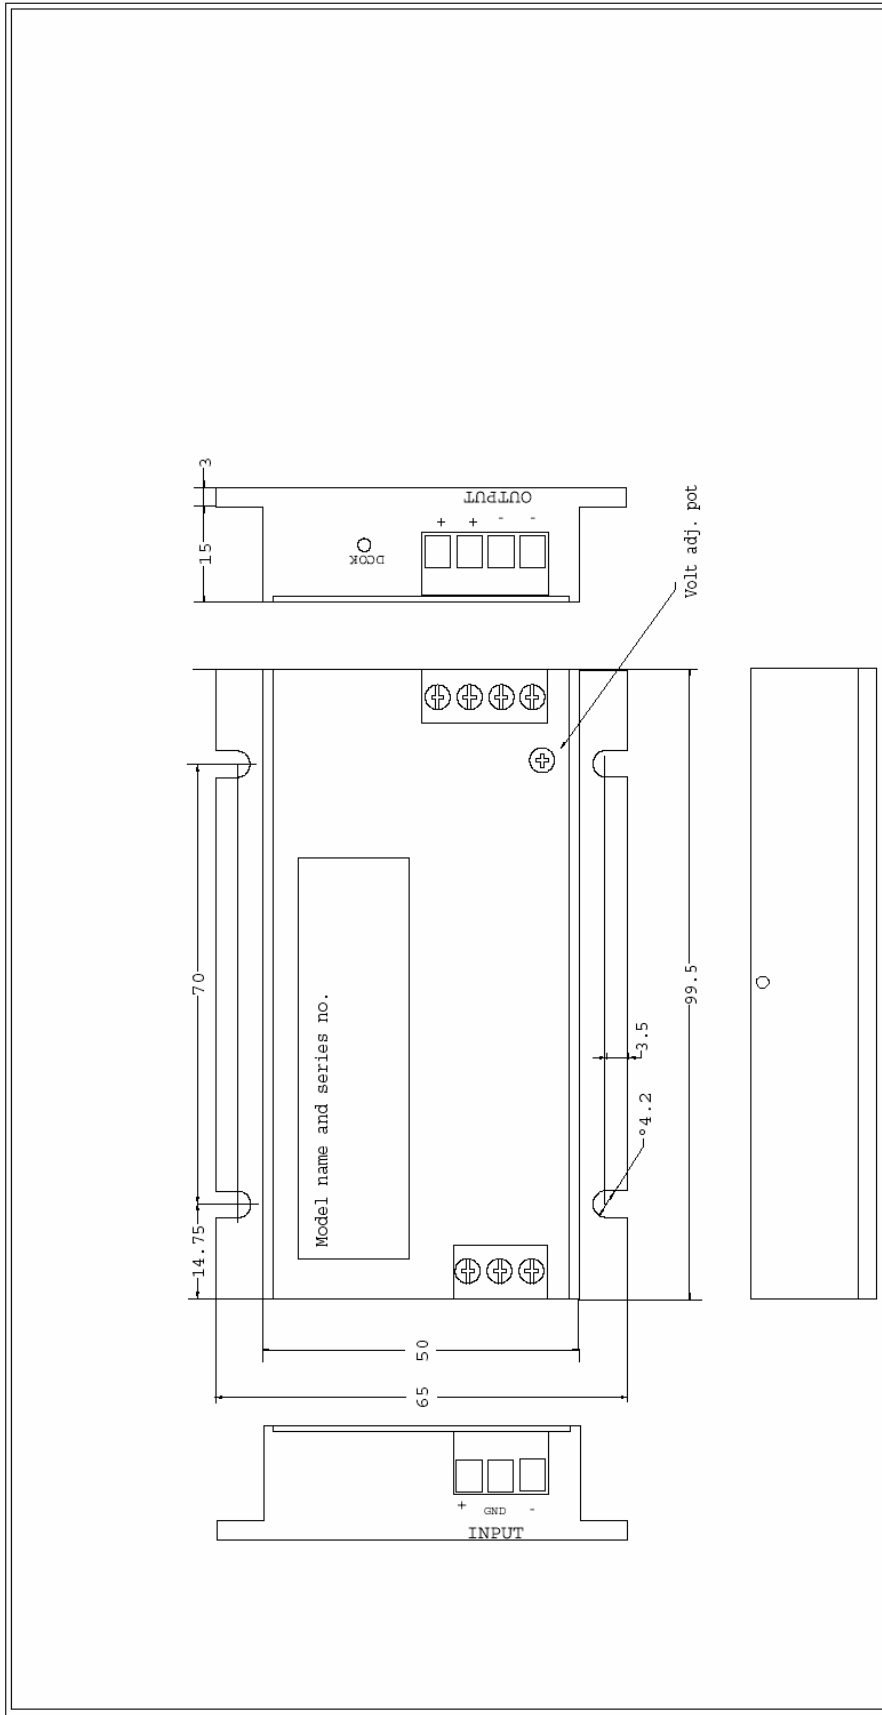 3
15
OUTPUT
+ + - -
DCOK
Volt adj. pot
70
14.75
Model name and series no.
99.5
3.5
°4.2
50
65
+ GND -
INPUT